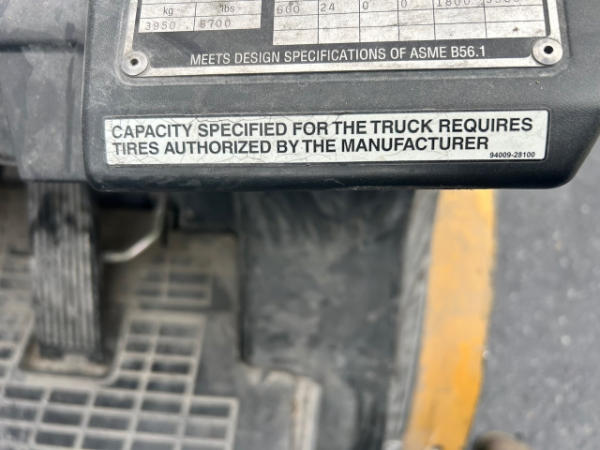 kg lbs
3950 8700 600 24 0 0 1800
MEETS DESIGN SPECIFICATIONS OF ASME B56.1
CAPACITY SPECIFIED FOR THE TRUCK REQUIRES
TIRES AUTHORIZED BY THE MANUFACTURER
94009-28100